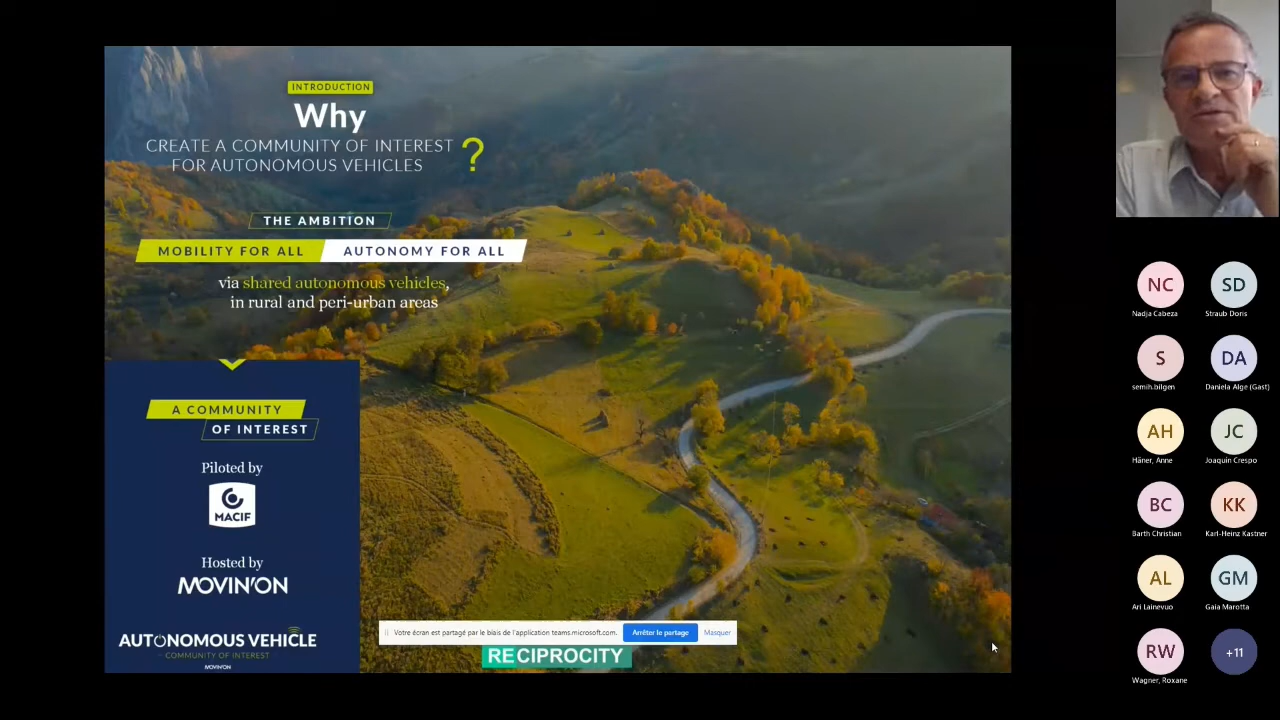 INTRODUCTION
Why
CREATE A COMMUNITY OF INTEREST
FOR AUTONOMOUS VEHICLES ?
THE AMBITION
MOBILITY FOR ALL AUTONOMY FOR ALL
via shared autonomous vehicles,
in rural and peri-urban areas
A COMMUNITY
OF INTEREST
Piloted by
MACIF
Hosted by
MOVIN'ON
AUTONOMOUS VEHICLE
COMMUNITY OF INTEREST
MOVIN'ON
Votre écran est partagé par le biais de l'application teams.microsoft.com. Arrêter le partage Masquer
RECIPROCITY
NC SD
Nadja Cabeza Straub Doris
S DA
semih.bilgen Daniela Alge (Gast)
AH JC
Häner, Anne Joaquin Crespo
BC KK
Barth Christian Karl-Heinz Kastner
AL GM
Ari Lainevuo Gaia Marotta
RW +11
Wagner, Roxane